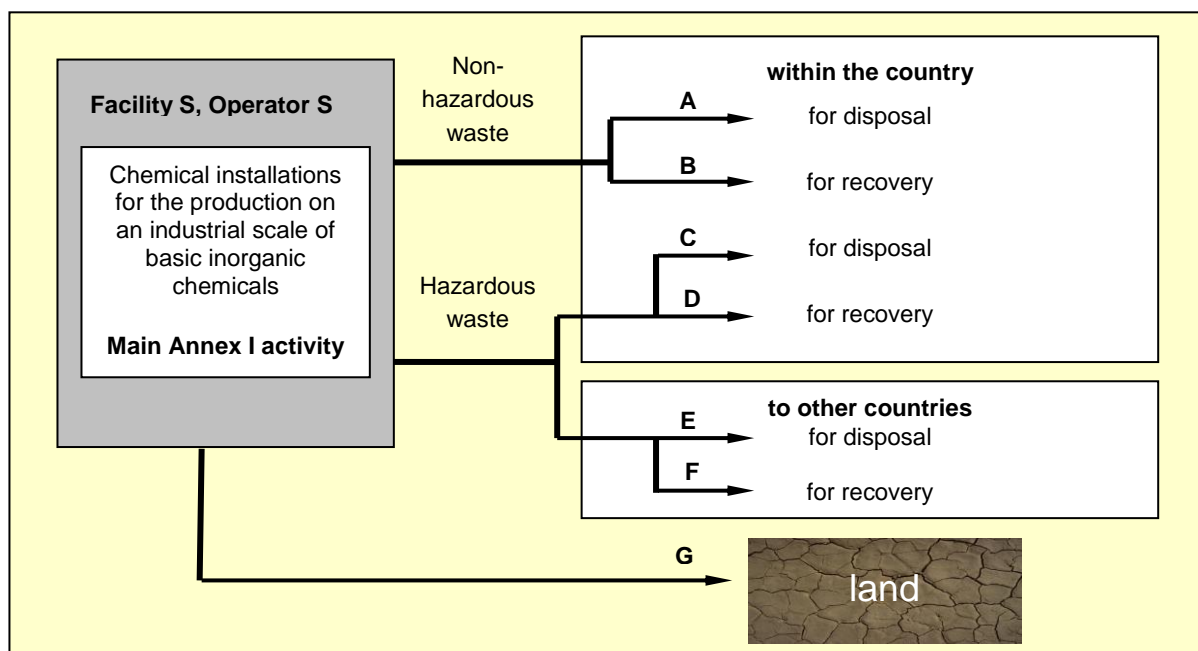 Facility S, Operator S
Chemical installations
for the production on
an industrial scale of
basic inorganic
chemicals
Main Annex I activity
Non-
hazardous
waste
Hazardous
waste
within the country
A
for disposal
B
for recovery
C
for disposal
D
for recovery
to other countries
E
for disposal
F
for recovery
G
land